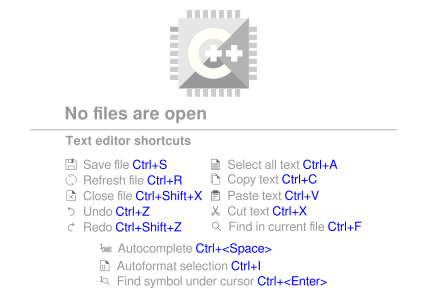 C++
No files are open
Text editor shortcuts
Save file Ctrl+S Select all text Ctrl+A
Refresh file Ctrl+R Copy text Ctrl+C
Close file Ctrl+Shift+X Paste text Ctrl+V
Undo Ctrl+Z Cut text Ctrl+X
Redo Ctrl+Shift+Z Find in current file Ctrl+F
Autocomplete Ctrl+<Space>
Autoformat selection Ctrl+I
Find symbol under cursor Ctrl+<Enter>